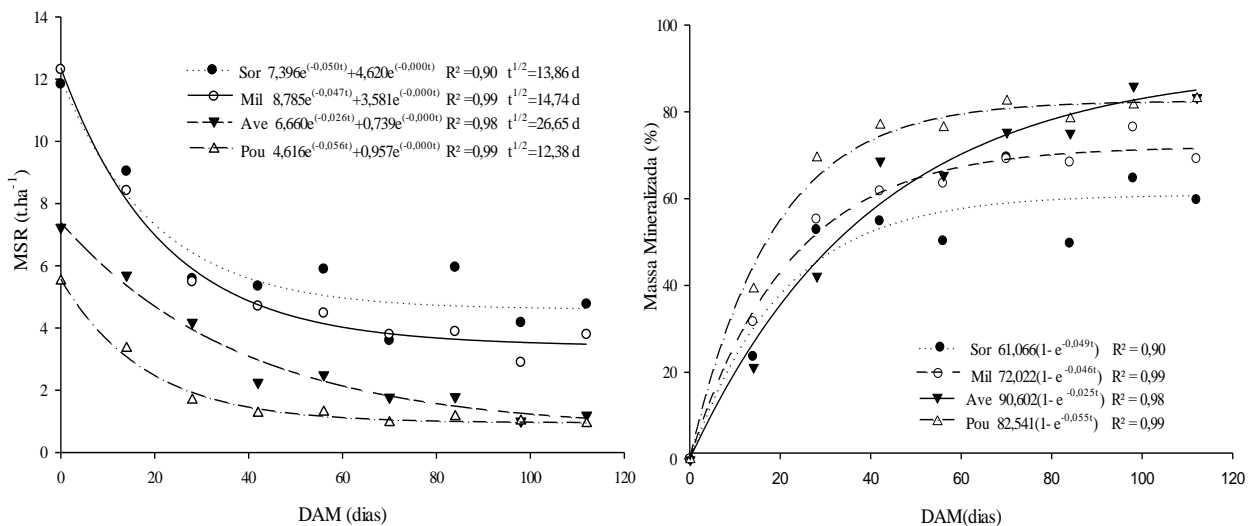 14
12
10
8
6
4
2
0
MSR (t.ha⁻¹)
Sor 7,396e^(-0,050t)+4,620e^(-0,000t) R² =0,90 t^1/2=13,86 d
Mil 8,785e^(-0,047t)+3,581e^(-0,000t) R² =0,99 t^1/2=14,74 d
Ave 6,660e^(-0,026t)+0,739e^(-0,000t) R² =0,98 t^1/2=26,65 d
Pou 4,616e^(-0,056t)+0,957e^(-0,000t) R² =0,99 t^1/2=12,38 d
0 20 40 60 80 100 120
DAM (dias)
100
80
60
40
20
0
Massa Mineralizada (%)
Sor 61,066(1- e^-0,049t) R² = 0,90
Mil 72,022(1- e^-0,046t) R² = 0,99
Ave 90,602(1- e^-0,025t) R² = 0,98
Pou 82,541(1- e^-0,055t) R² = 0,99
0 20 40 60 80 100 120
DAM(dias)